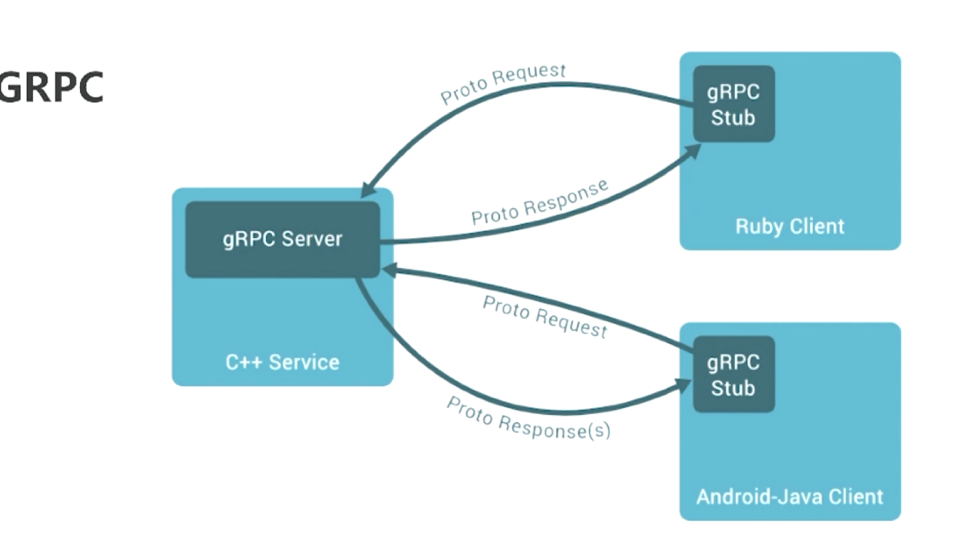 GRPC
Proto Request
gRPC
Stub
Ruby Client
Proto Response
gRPC Server
C++ Service
Proto Request
gRPC
Stub
Android-Java Client
Proto Response(s)